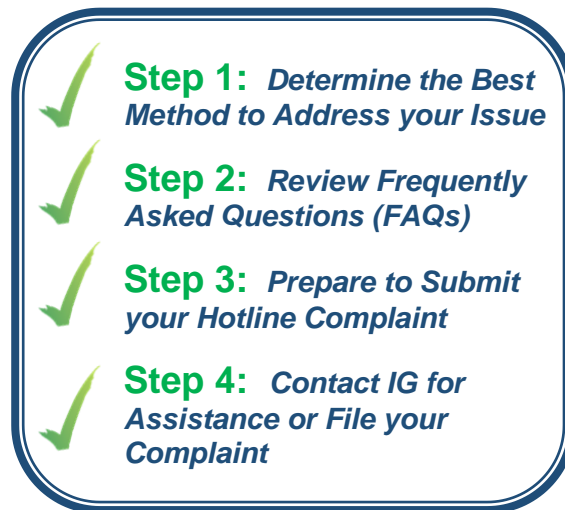 Step 1: Determine the Best
Method to Address your Issue
Step 2: Review Frequently
Asked Questions (FAQs)
Step 3: Prepare to Submit
your Hotline Complaint
Step 4: Contact IG for
Assistance or File your
Complaint